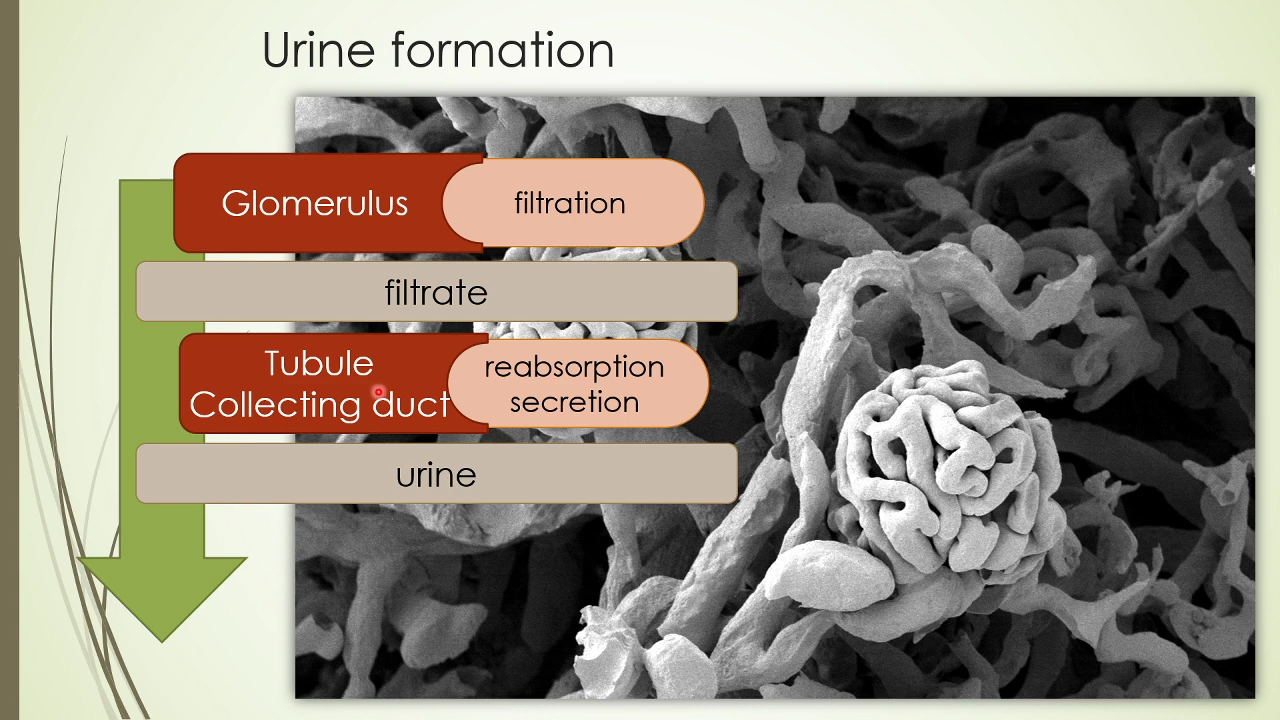 Urine formation
Glomerulus
filtration
filtrate
Tubule
Collecting duct
reabsorption
secretion
urine